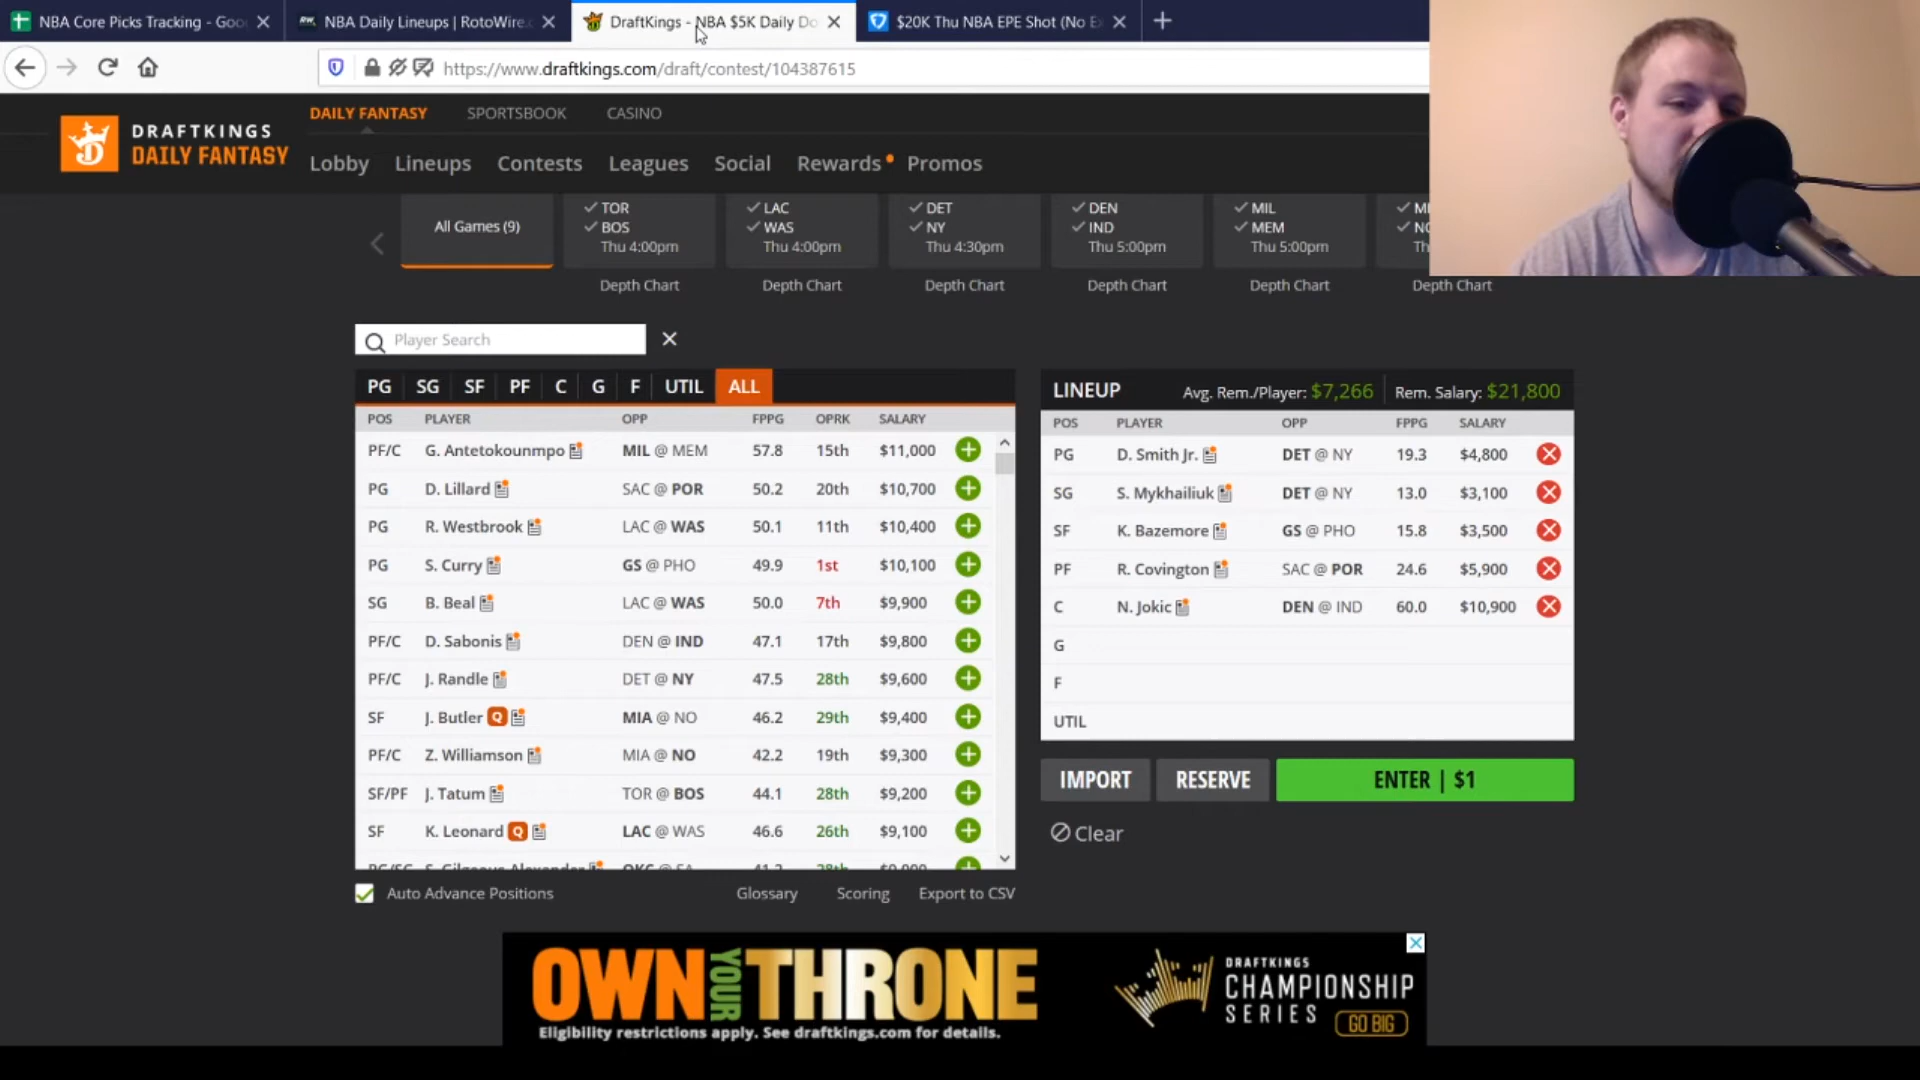 NBA Core Picks Tracking - Goo
NBA Daily Lineups | RotoWire.
DraftKings - NBA $5K Daily Do
$20K Thu NBA EPE Shot (No E
https://www.draftkings.com/draft/contest/104387615
DRAFTKINGS
DAILY FANTASY
DAILY FANTASY SPORTSBOOK CASINO
Lobby Lineups Contests Leagues Social Rewards Promos
All Games (9)
TOR
BOS
Thu 4:00pm
Depth Chart
LAC
WAS
Thu 4:00pm
Depth Chart
DET
NY
Thu 4:30pm
Depth Chart
DEN
IND
Thu 5:00pm
Depth Chart
MIL
MEM
Thu 5:00pm
Depth Chart
Depth Chart
Player Search
PG SG SF PF C G F UTIL ALL
POS PLAYER OPP FPPG OPRK SALARY
PF/C G. Antetokounmpo MIL @ MEM 57.8 15th $11,000
PG D. Lillard SAC @ POR 50.2 20th $10,700
PG R. Westbrook LAC @ WAS 50.1 11th $10,400
PG S. Curry GS @ PHO 49.9 1st $10,100
SG B. Beal LAC @ WAS 50.0 7th $9,900
PF/C D. Sabonis DEN @ IND 47.1 17th $9,800
PF/C J. Randle DET @ NY 47.5 28th $9,600
SF J. Butler Q MIA @ NO 46.2 29th $9,400
PF/C Z. Williamson MIA @ NO 42.2 19th $9,300
SF/PF J. Tatum TOR @ BOS 44.1 28th $9,200
SF K. Leonard Q LAC @ WAS 46.6 26th $9,100
Auto Advance Positions Glossary Scoring Export to CSV
LINEUP Avg. Rem./Player: $7,266 Rem. Salary: $21,800
POS PLAYER OPP FPPG SALARY
PG D. Smith Jr. DET @ NY 19.3 $4,800
SG S. Mykhailiuk DET @ NY 13.0 $3,100
SF K. Bazemore GS @ PHO 15.8 $3,500
PF R. Covington SAC @ POR 24.6 $5,900
C N. Jokic DEN @ IND 60.0 $10,900
G
F
UTIL
IMPORT RESERVE ENTER | $1
Clear
OWN YOUR THRONE
Eligibility restrictions apply. See draftkings.com for details.
DRAFTKINGS
CHAMPIONSHIP
SERIES
GO BIG